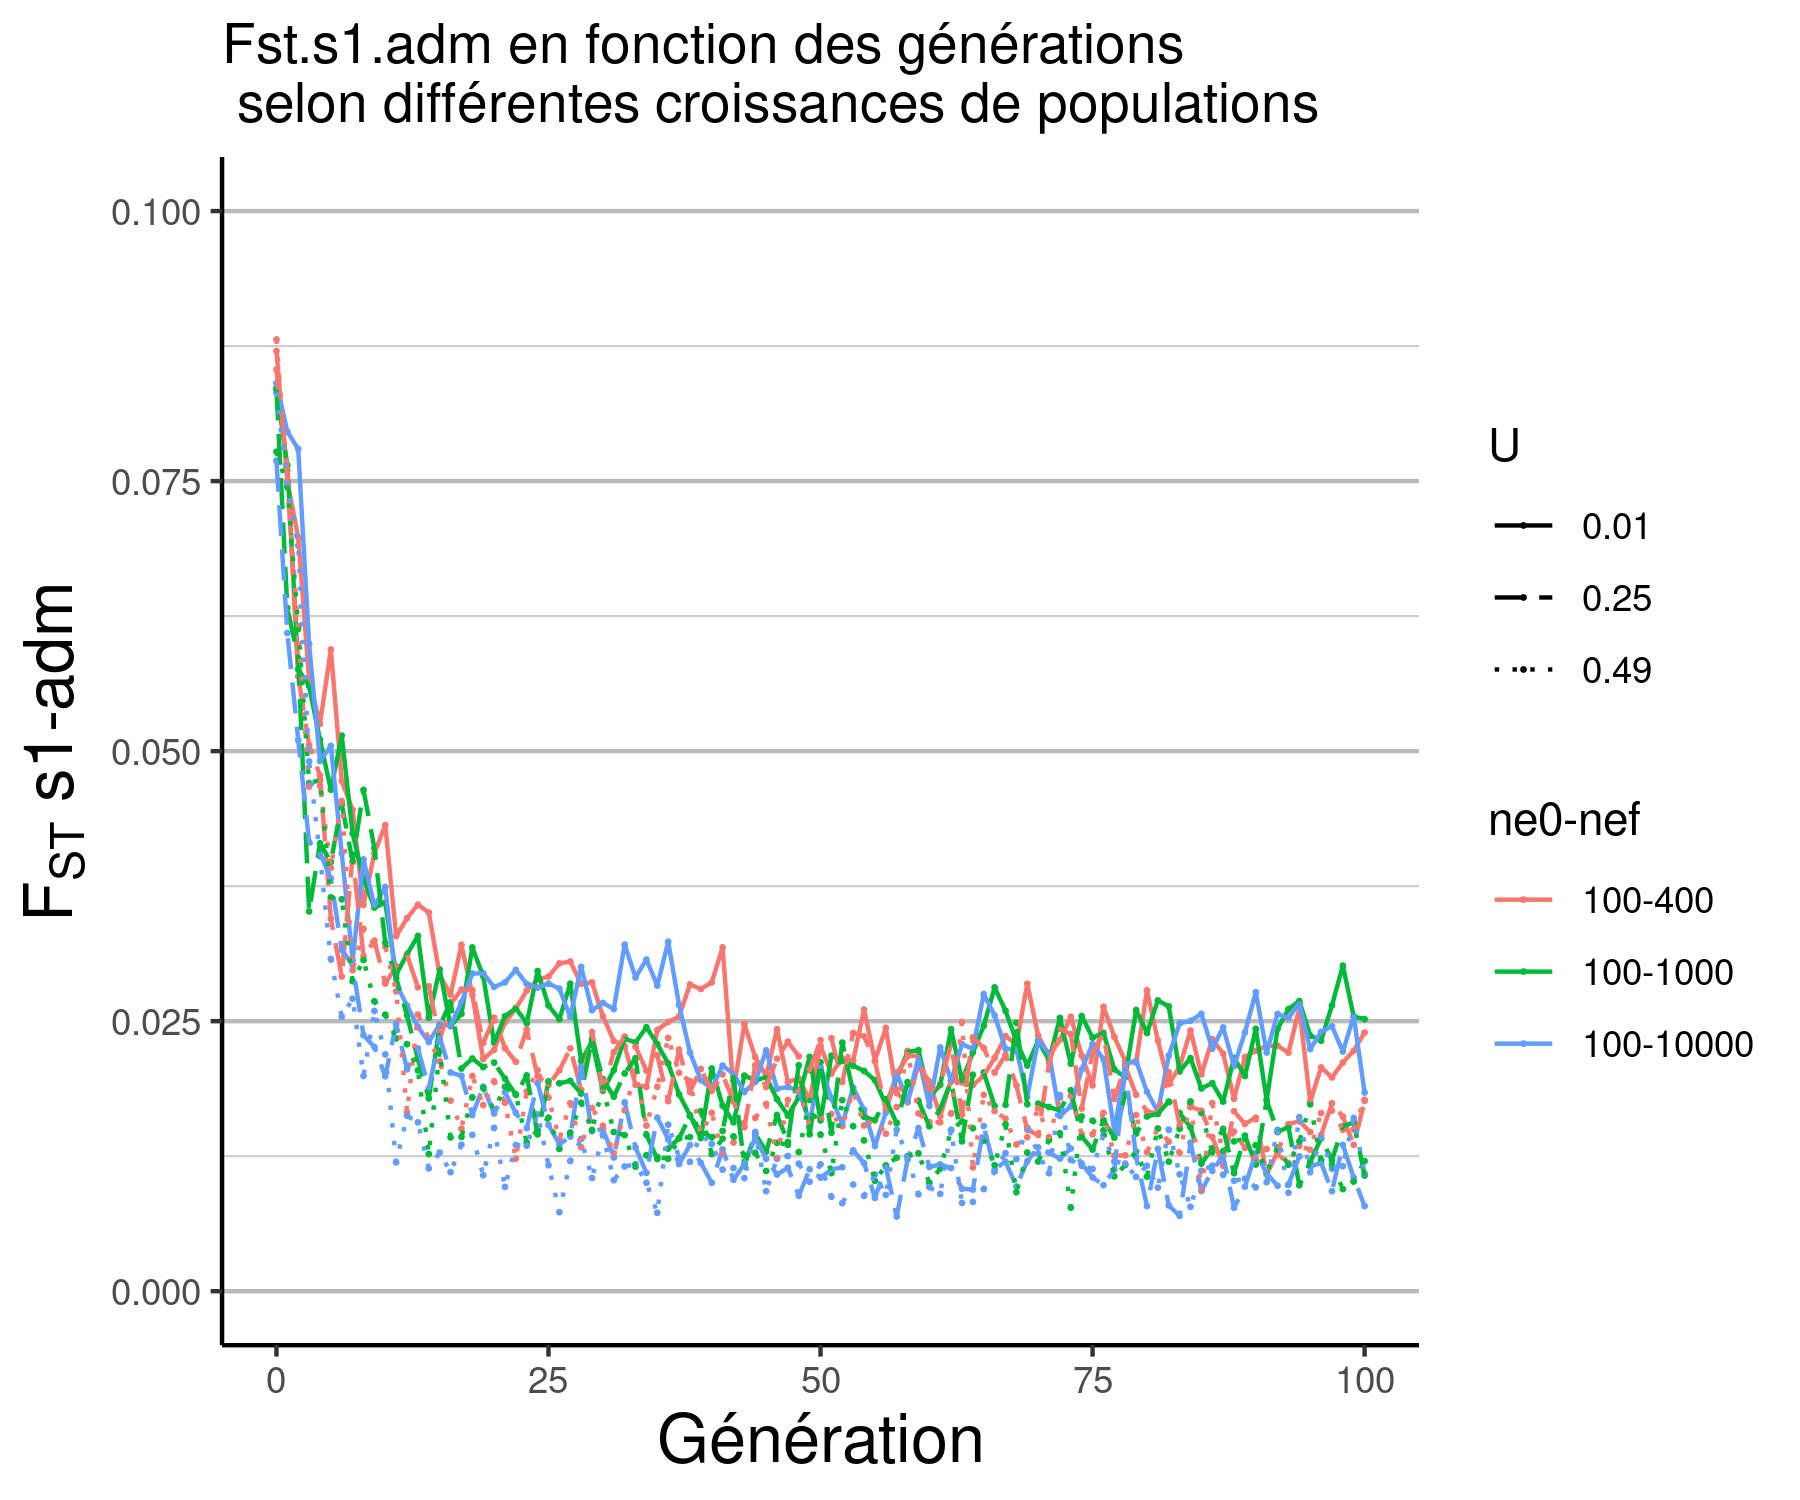 Fst.s1.adm en fonction des générations
selon différentes croissances de populations
FST s1-adm
0.100
0.075
0.050
0.025
0.000
0 25 50 75 100
Génération
U
0.01
0.25
0.49
ne0-nef
100-400
100-1000
100-10000